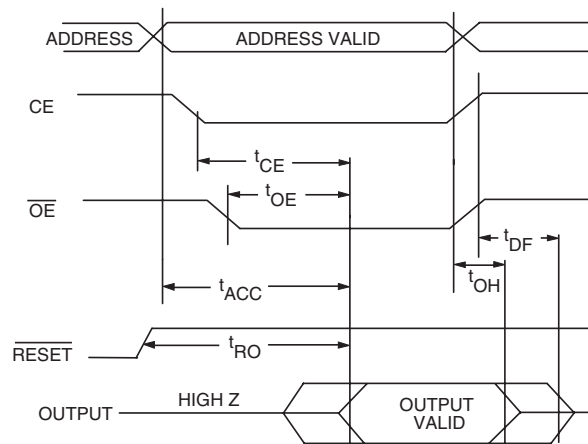 ADDRESS
ADDRESS VALID
CE
tCE
tOE
OE
tDF
tOH
tACC
RESET
tRO
HIGH Z
OUTPUT
OUTPUT
VALID